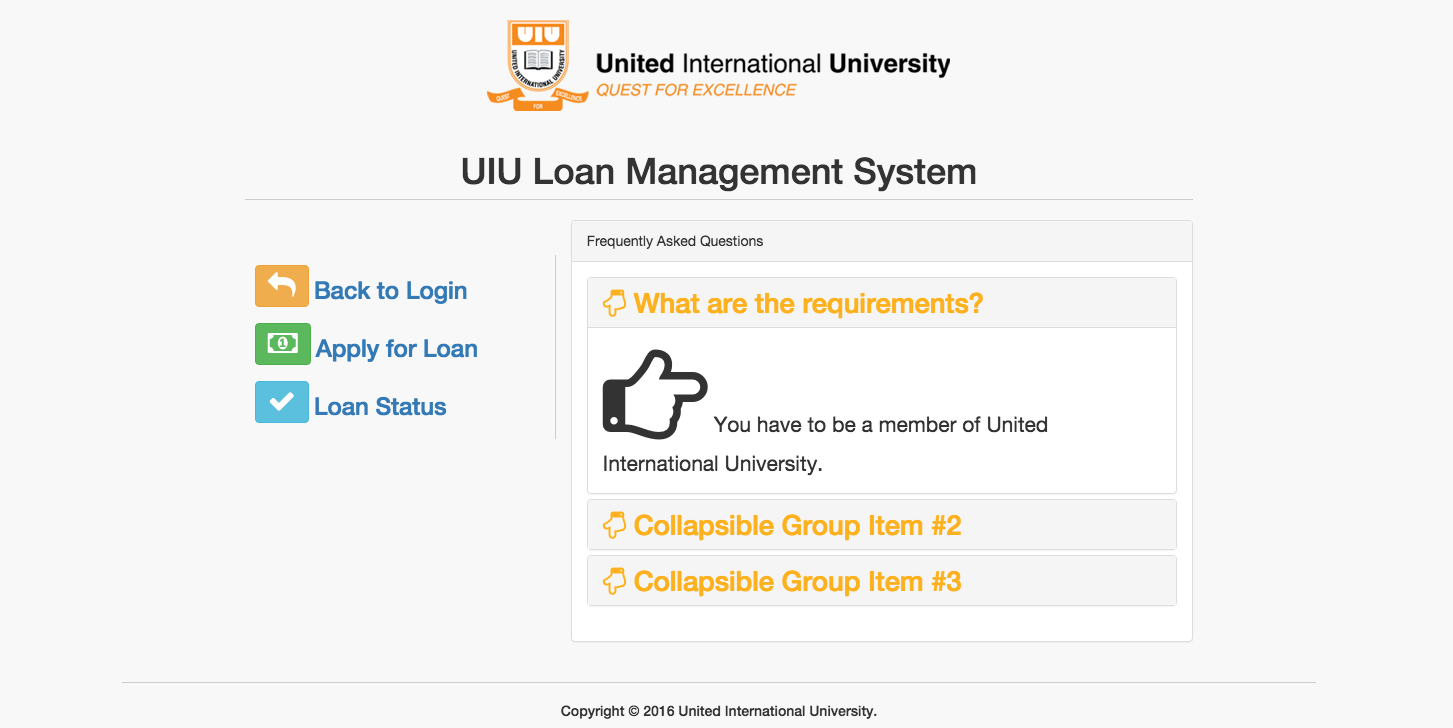 UIU
UNITED INTERNATIONAL UNIVERSITY
QUEST FOR EXCELLENCE
United International University
QUEST FOR EXCELLENCE
UIU Loan Management System
Back to Login
Apply for Loan
Loan Status
Frequently Asked Questions
What are the requirements?
You have to be a member of United
International University.
Collapsible Group Item #2
Collapsible Group Item #3
Copyright © 2016 United International University.